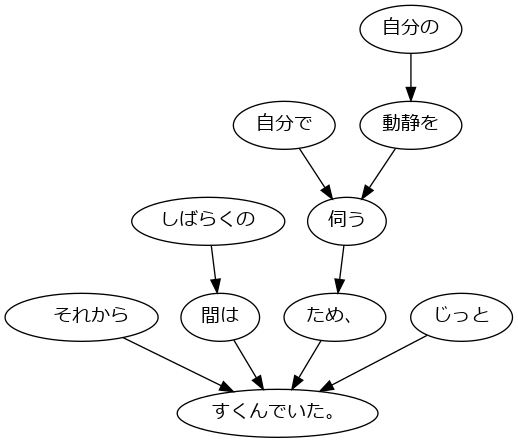 自分の
自分で
動静を
しばらくの
伺う
それから
間は
ため、
じっと
すくんでいた。